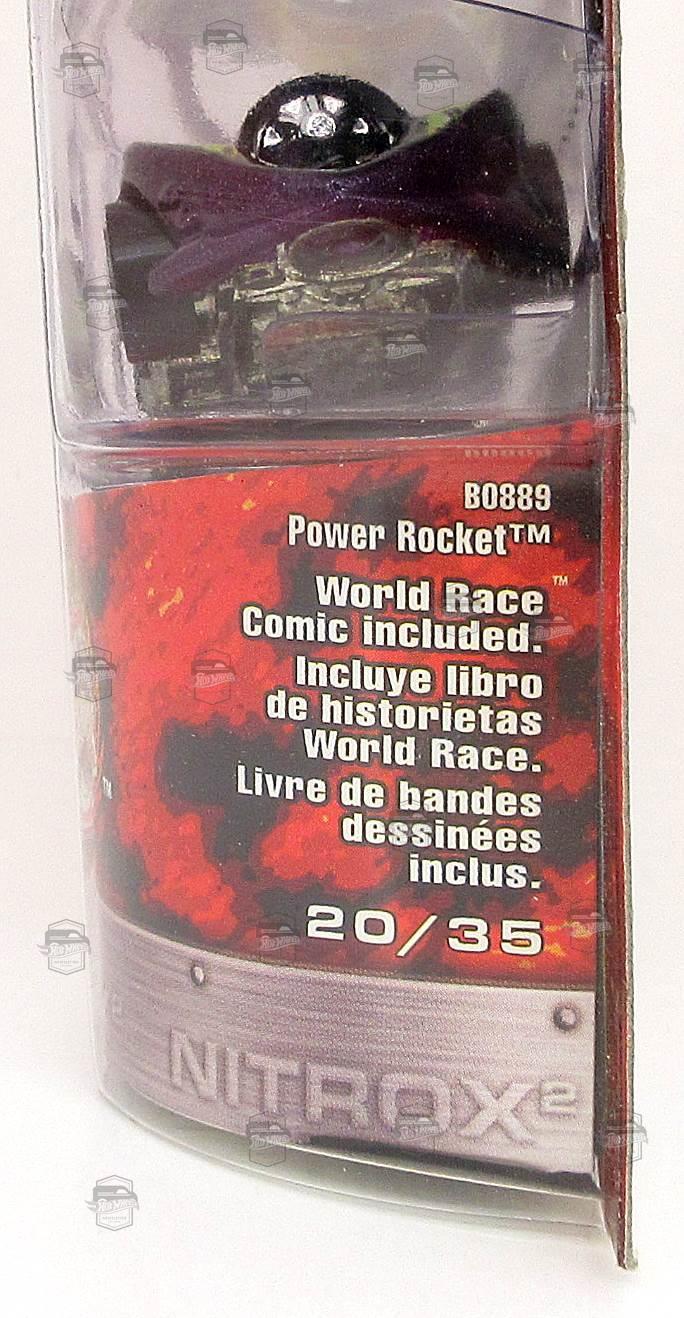 B0889
Power Rocket™
World Race™
Comic included.
Incluye libro
de historietas
World Race.
Livre de bandes
dessinées
inclus.
TM
20/35
NITROX²